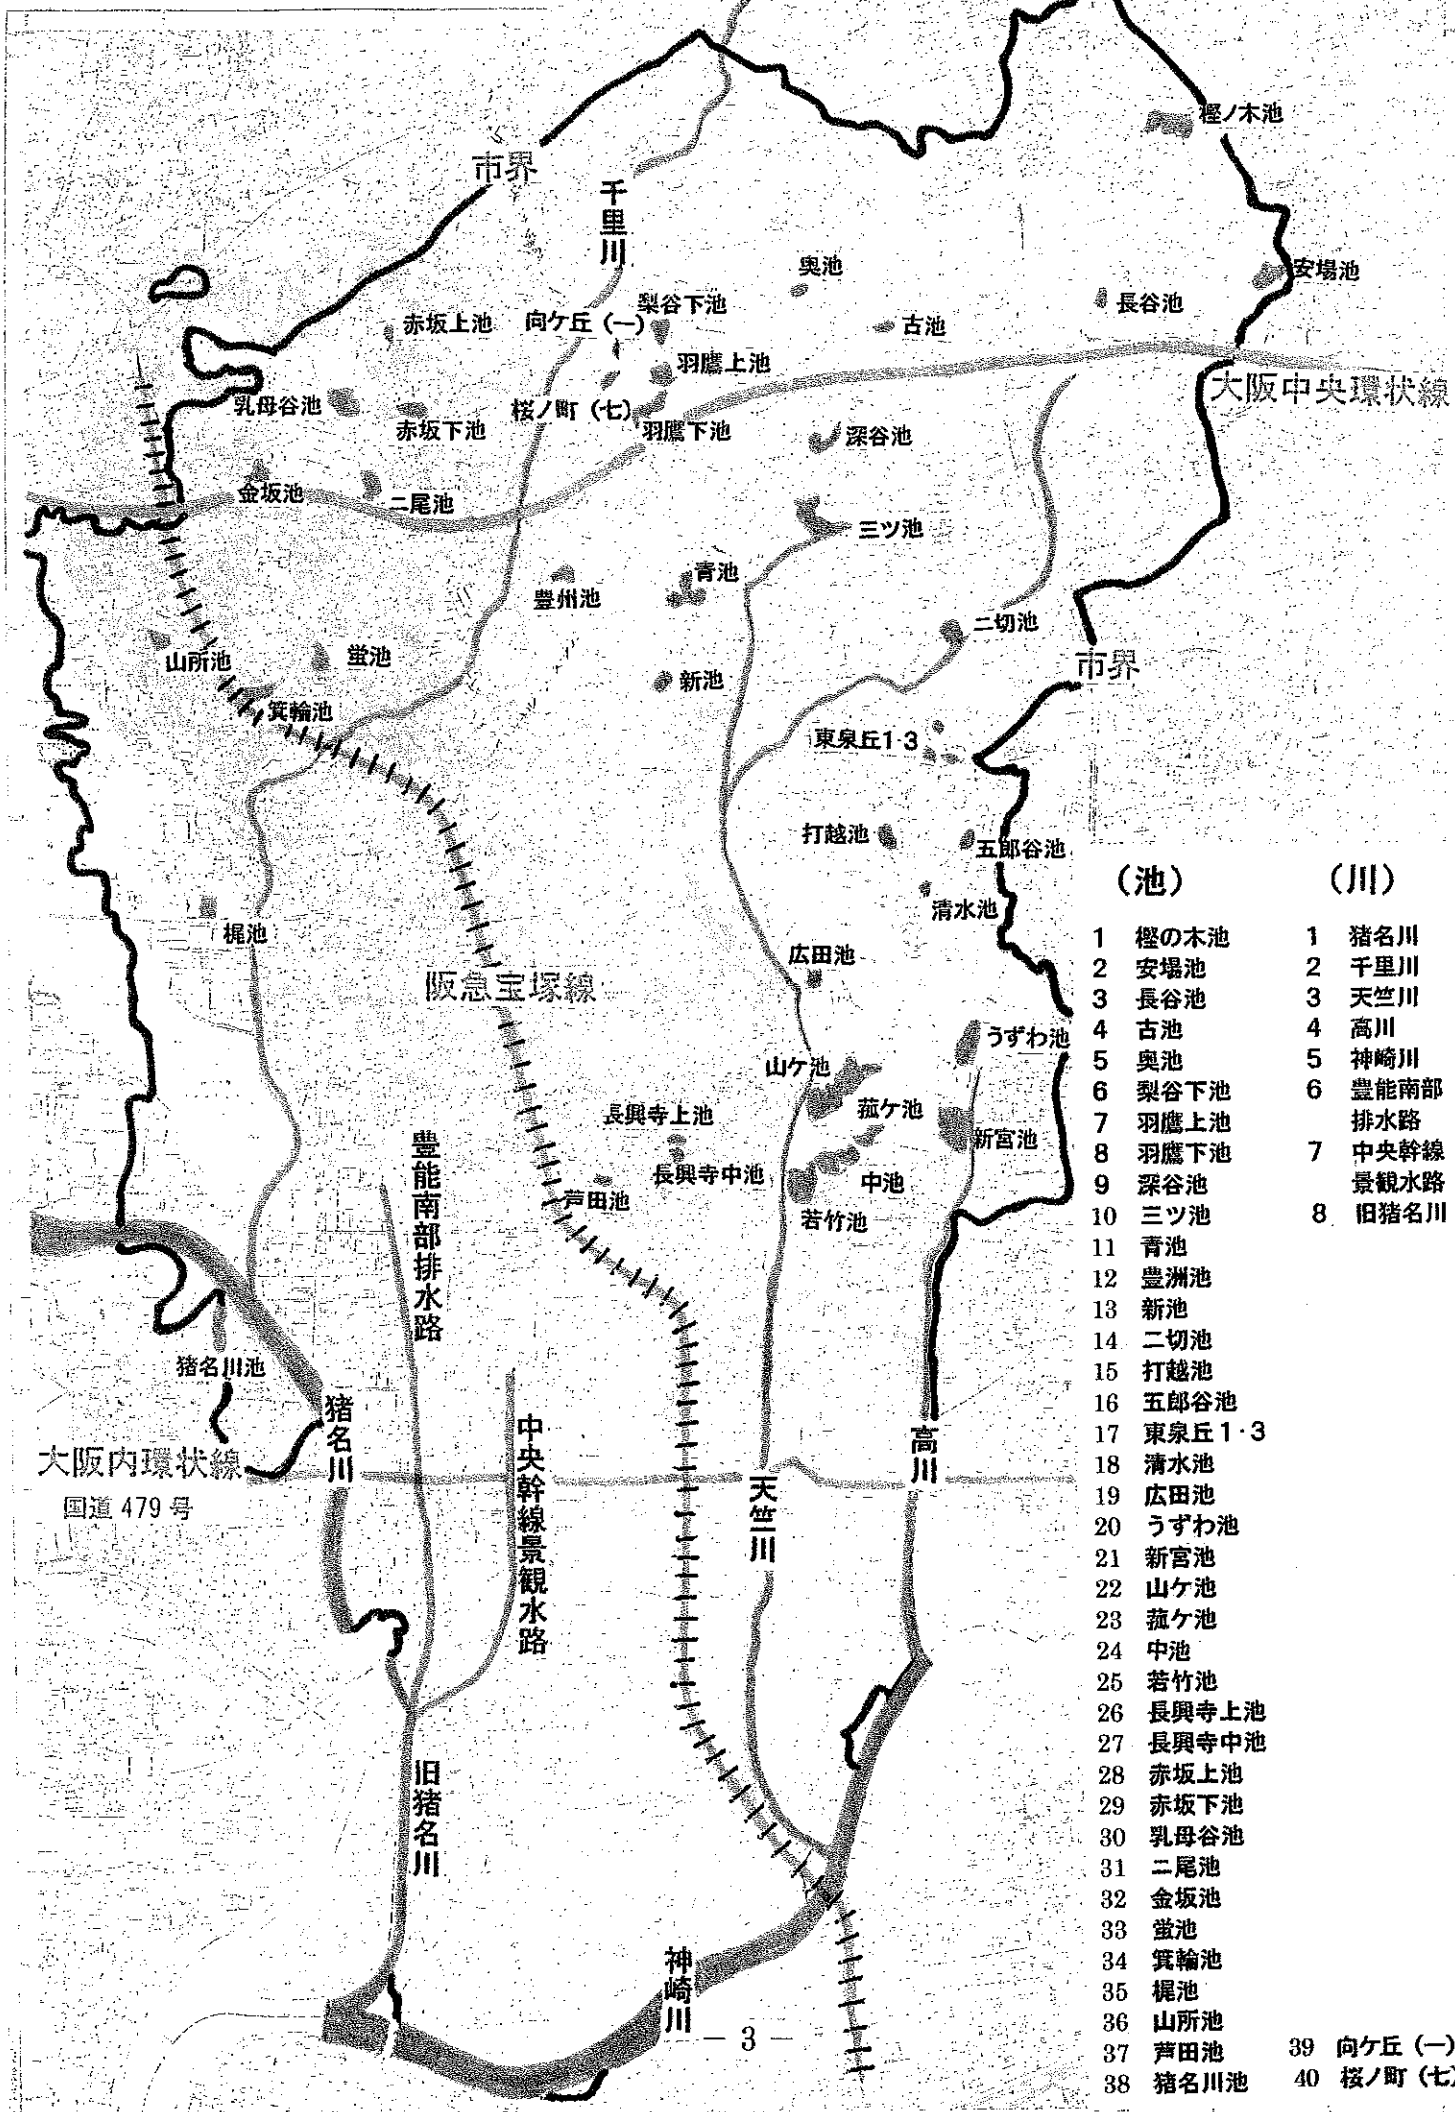 樫ノ木池
市界
千里川
奥池
安場池
梨谷下池
長谷池
赤坂上池
向ケ丘（一）
古池
羽鷹上池
大阪中央環状線
乳母谷池
桜ノ町（七）
赤坂下池
羽鷹下池
深谷池
金坂池
二尾池
三ツ池
青池
豊州池
二切池
山所池
蛍池
市界
新池
箕輪池
東泉丘1･3
打越池
五郎谷池
清水池
梶池
広田池
阪急宝塚線
うずわ池
山ケ池
長興寺上池
菰ケ池
新宮池
豊能南部排水路
長興寺中池
中池
芦田池
若竹池
猪名川池
猪名川
中央幹線景観水路
高川
大阪内環状線
国道 479 号
天竺川
旧猪名川
神崎川
（池）
1 樫の木池
2 安場池
3 長谷池
4 古池
5 奥池
6 梨谷下池
7 羽鷹上池
8 羽鷹下池
9 深谷池
10 三ツ池
11 青池
12 豊洲池
13 新池
14 二切池
15 打越池
16 五郎谷池
17 東泉丘1･3
18 清水池
19 広田池
20 うずわ池
21 新宮池
22 山ケ池
23 菰ケ池
24 中池
25 若竹池
26 長興寺上池
27 長興寺中池
28 赤坂上池
29 赤坂下池
30 乳母谷池
31 二尾池
32 金坂池
33 蛍池
34 箕輪池
35 梶池
36 山所池
37 芦田池
38 猪名川池
39 向ケ丘（一）
40 桜ノ町（七）
（川）
1 猪名川
2 千里川
3 天竺川
4 高川
5 神崎川
6 豊能南部
排水路
7 中央幹線
景観水路
8 旧猪名川
― 3 ―